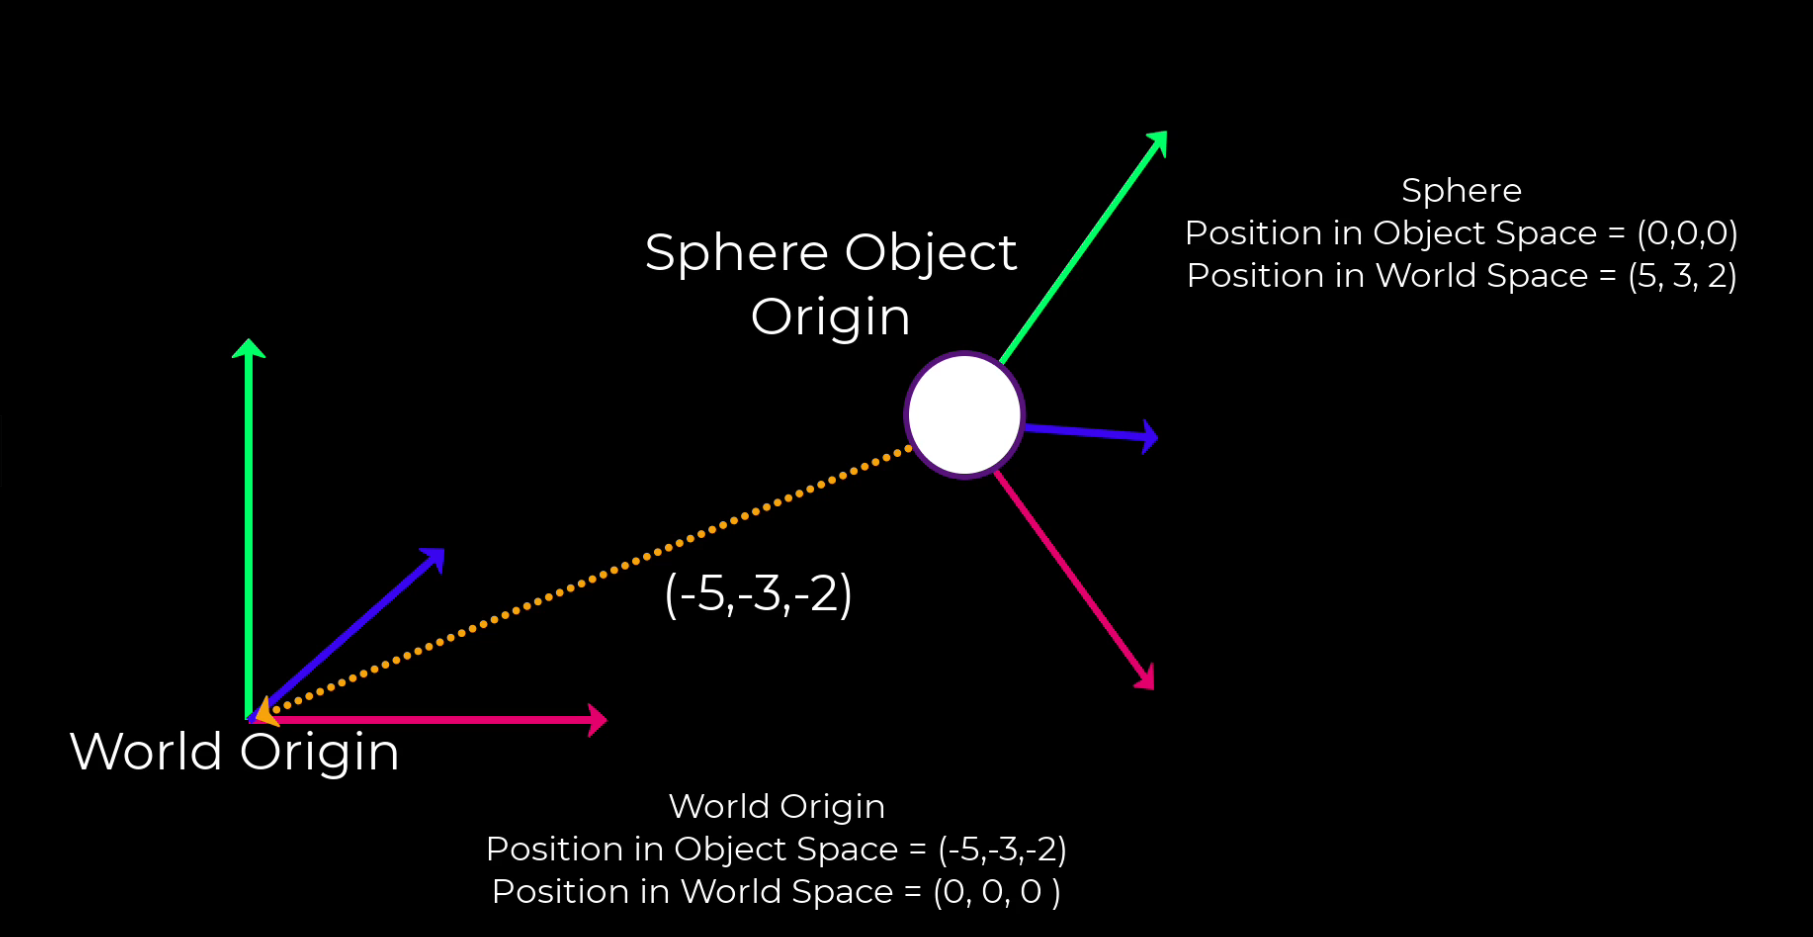 Sphere
Position in Object Space = (0,0,0)
Position in World Space = (5, 3, 2)
Sphere Object
Origin
(-5,-3,-2)
World Origin
World Origin
Position in Object Space = (-5,-3,-2)
Position in World Space = (0, 0, 0 )